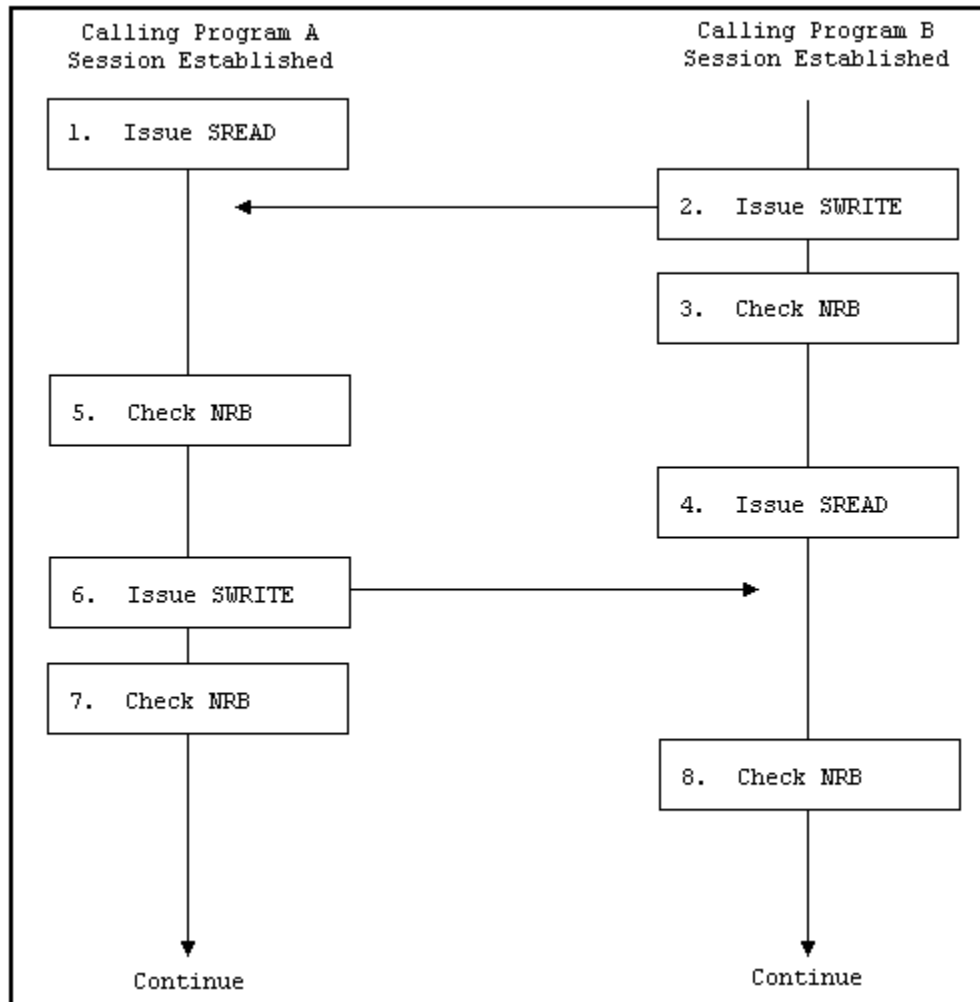 Calling Program A
Session Established
Calling Program B
Session Established
1. Issue SREAD
2. Issue SWRITE
3. Check NRB
5. Check NRB
4. Issue SREAD
6. Issue SWRITE
7. Check NRB
8. Check NRB
Continue
Continue